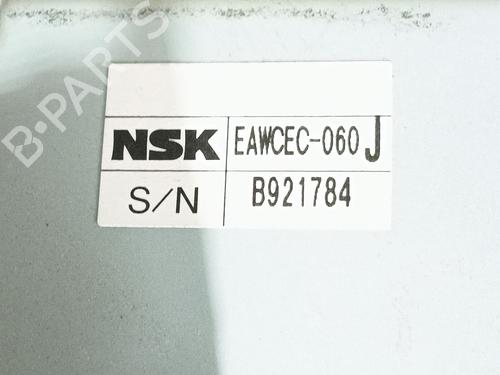 B-PARTS
NSK EAWCEC-060 J
S/N B921784